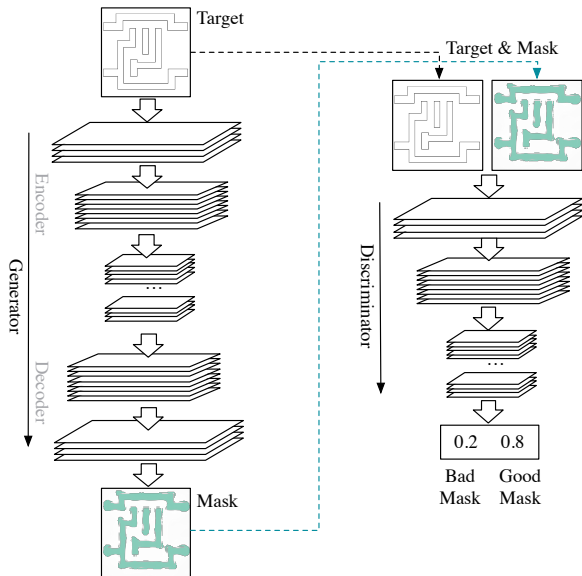 Target
Target & Mask
Encoder
Generator
...
Decoder
Mask
Discriminator
...
0.2 0.8
Bad Good
Mask Mask